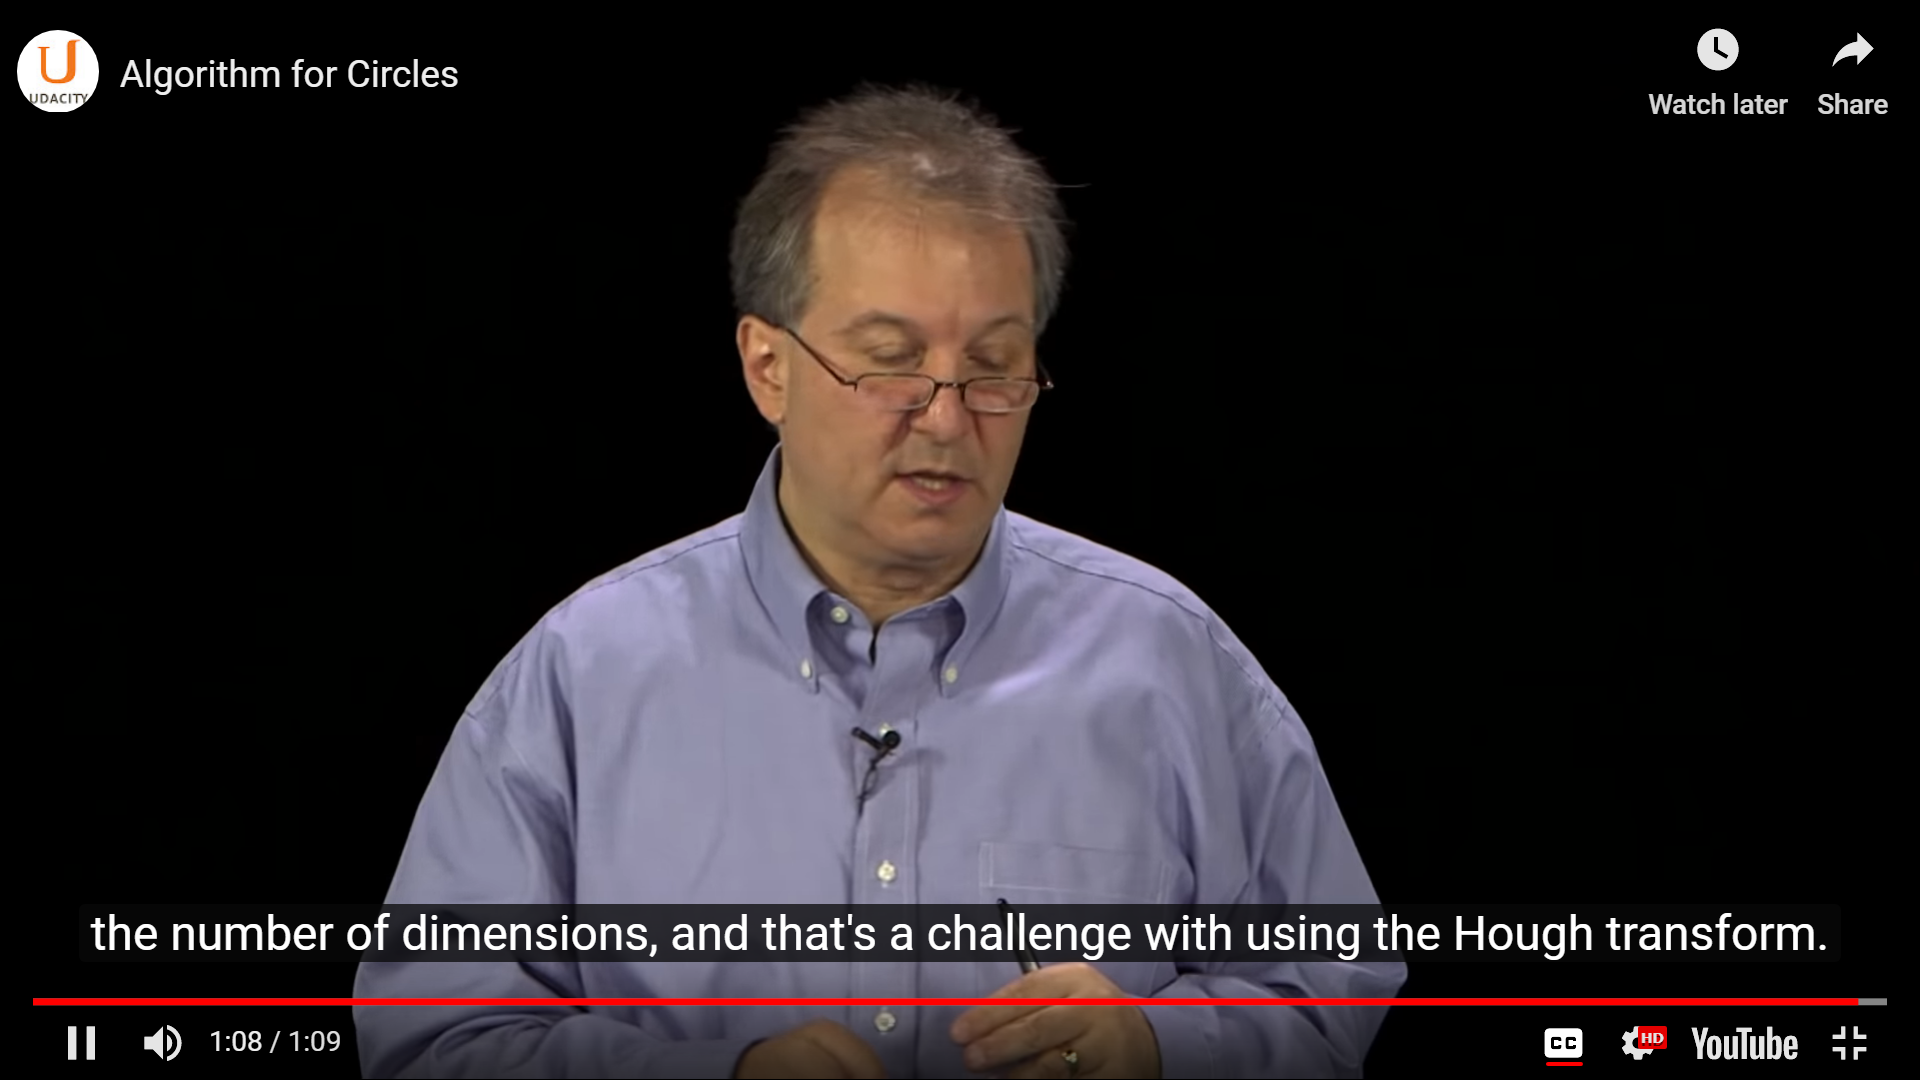 U
UDACITY
Algorithm for Circles
Watch later
Share
the number of dimensions, and that's a challenge with using the Hough transform.
1:08 / 1:09
CC
HD
YouTube